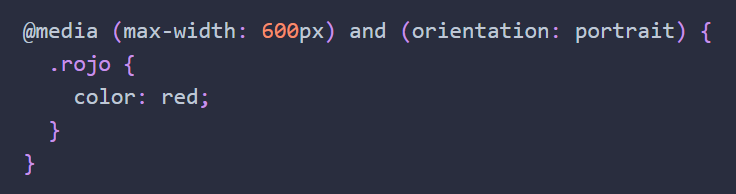 @media (max-width: 600px) and (orientation: portrait) {
  .rojo {
    color: red;
  }
}